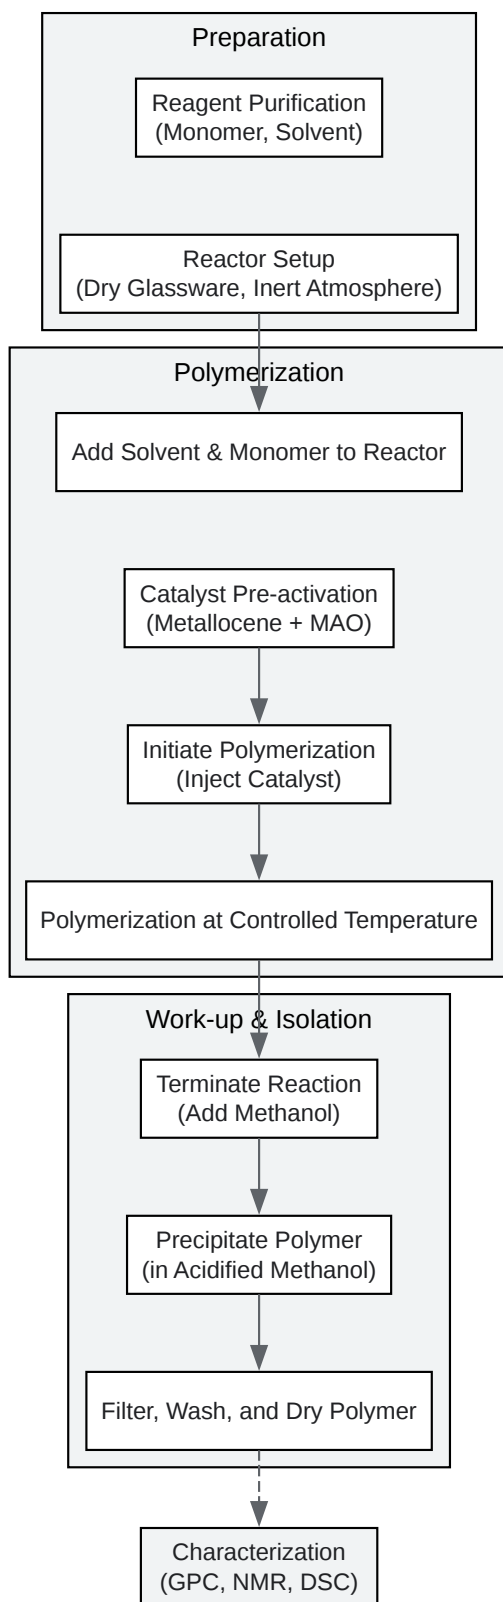 Preparation
Reagent Purification
(Monomer, Solvent)
Reactor Setup
(Dry Glassware, Inert Atmosphere)
Polymerization
Add Solvent & Monomer to Reactor
Catalyst Pre-activation
(Metallocene + MAO)
Initiate Polymerization
(Inject Catalyst)
Polymerization at Controlled Temperature
Work-up & Isolation
Terminate Reaction
(Add Methanol)
Precipitate Polymer
(in Acidified Methanol)
Filter, Wash, and Dry Polymer
Characterization
(GPC, NMR, DSC)